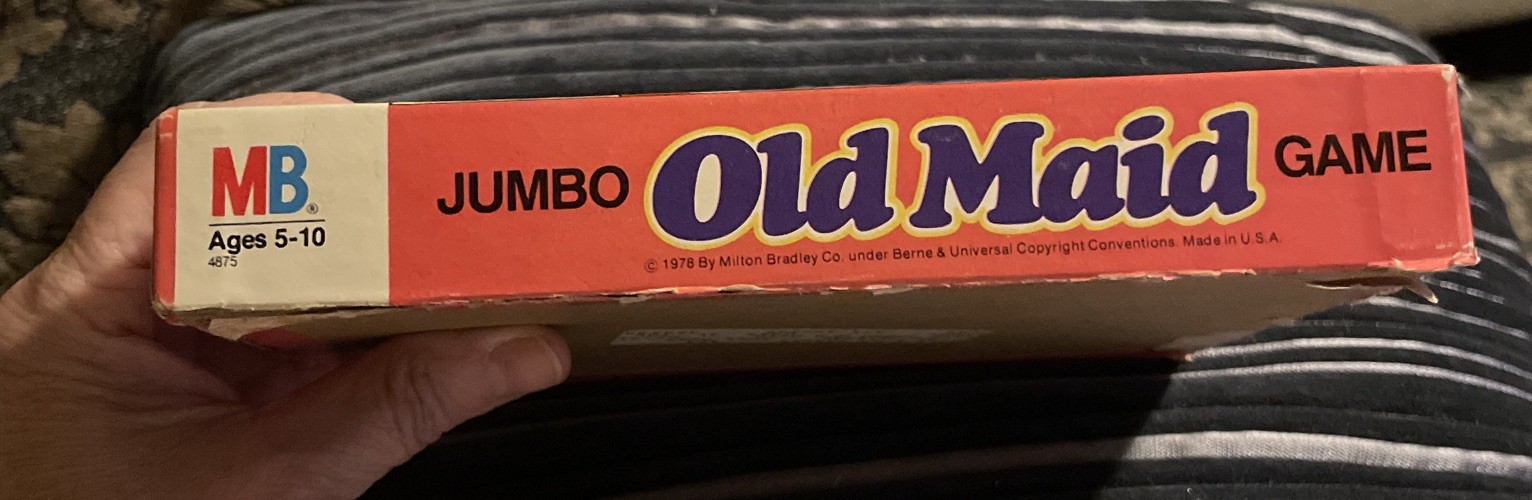 MB®
Ages 5-10
4875
JUMBO Old Maid GAME
© 1978 By Milton Bradley Co. under Berne & Universal Copyright Conventions. Made in U.S.A.